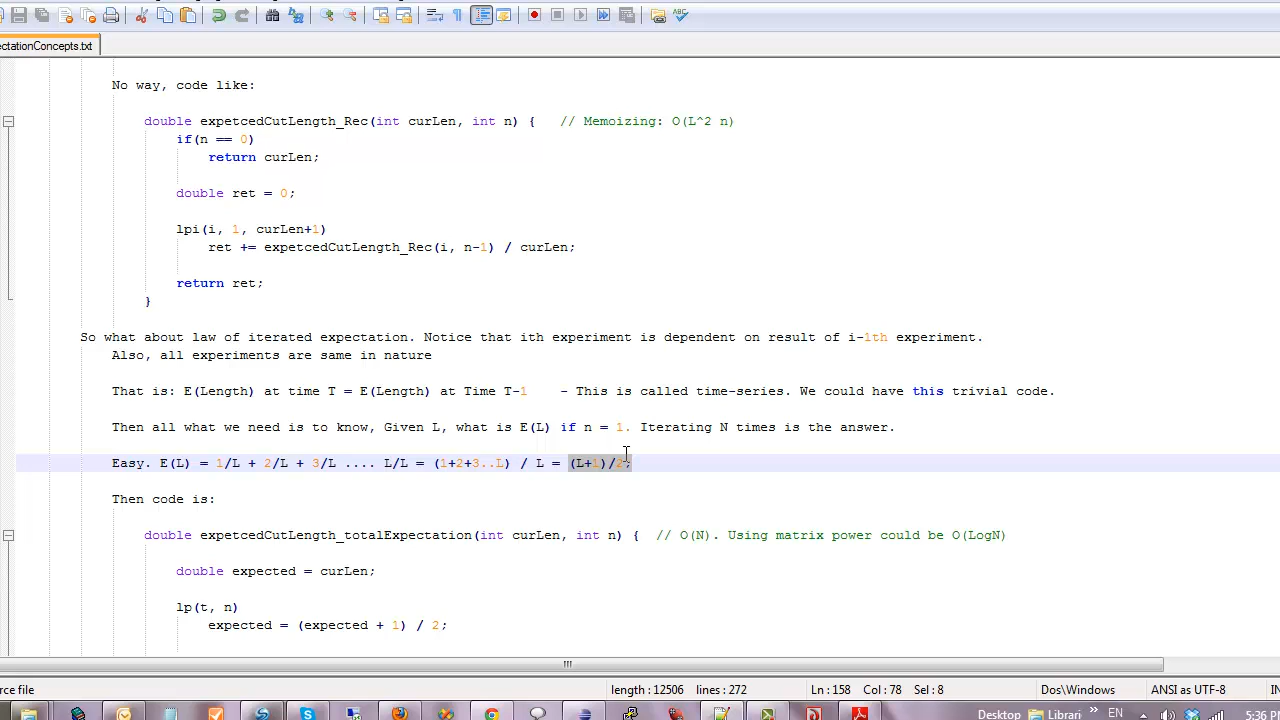 ectationConcepts.txt
No way, code like:
double expetcedCutLength_Rec(int curLen, int n) { // Memoizing: O(L^2 n)
if(n == 0)
return curLen;
double ret = 0;
lpi(i, 1, curLen+1)
ret += expetcedCutLength_Rec(i, n-1) / curLen;
return ret;
}
So what about law of iterated expectation. Notice that ith experiment is dependent on result of i-1th experiment.
Also, all experiments are same in nature
That is: E(Length) at time T = E(Length) at Time T-1 - This is called time-series. We could have this trivial code.
Then all what we need is to know, Given L, what is E(L) if n = 1. Iterating N times is the answer.
Easy. E(L) = 1/L + 2/L + 3/L .... L/L = (1+2+3..L) / L = (L+1)/2;
Then code is:
double expetcedCutLength_totalExpectation(int curLen, int n) { // O(N). Using matrix power could be O(LogN)
double expected = curLen;
lp(t, n)
expected = (expected + 1) / 2;
rce file length : 12506 lines : 272 Ln : 158 Col : 78 Sel : 8 Dos\Windows ANSI as UTF-8 IN
Desktop Librari » EN 5:36 P